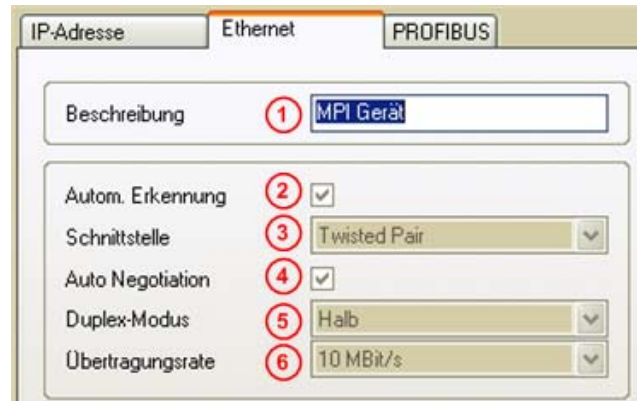 IP-Adresse Ethernet PROFIBUS
Beschreibung 1 MPI Gerät
Autom. Erkennung 2
Schnittstelle 3 Twisted Pair
Auto Negotiation 4
Duplex-Modus 5 Halb
Übertragungsrate 6 10 MBit/s